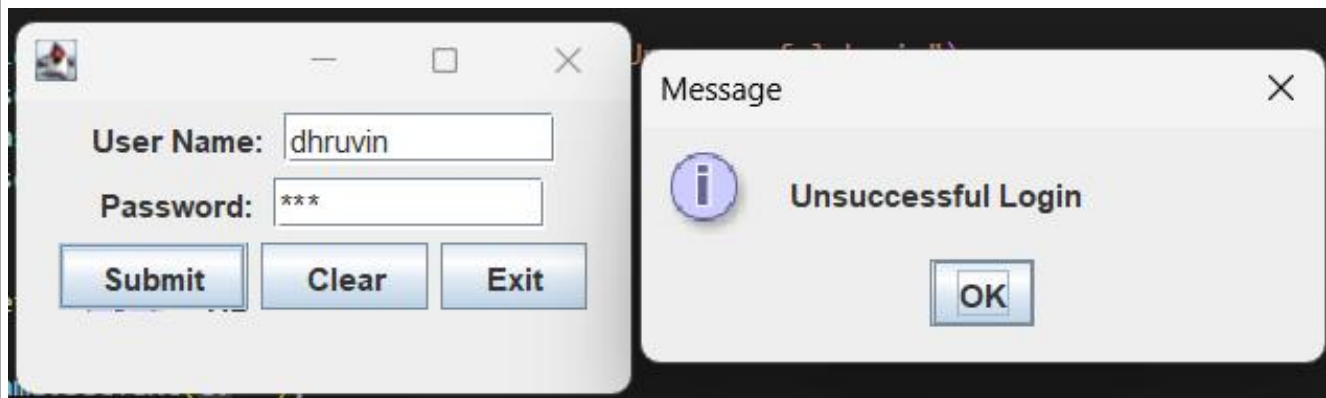 User Name: dhruvin
Password: ***
Submit Clear Exit
Message
Unsuccessful Login
OK